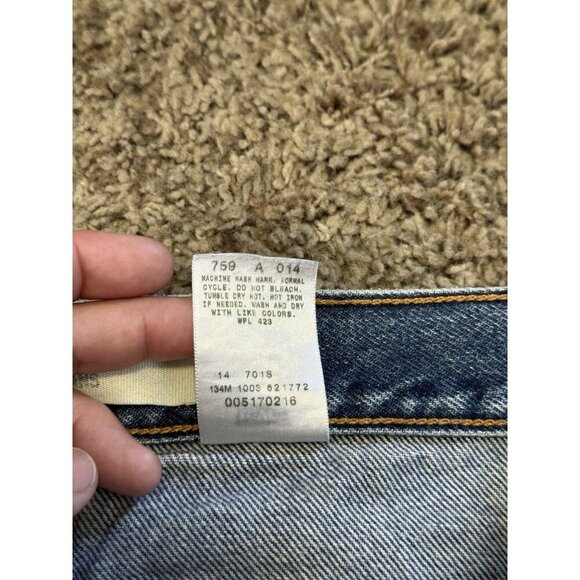 759 A 014
MACHINE WASH WARM. NORMAL
CYCLE. DO NOT BLEACH.
TUMBLE DRY HOT. HOT IRON
IF NEEDED. WASH AND DRY
WITH LIKE COLORS.
WPL 423
14 701S
134M 1003 621772
005170216